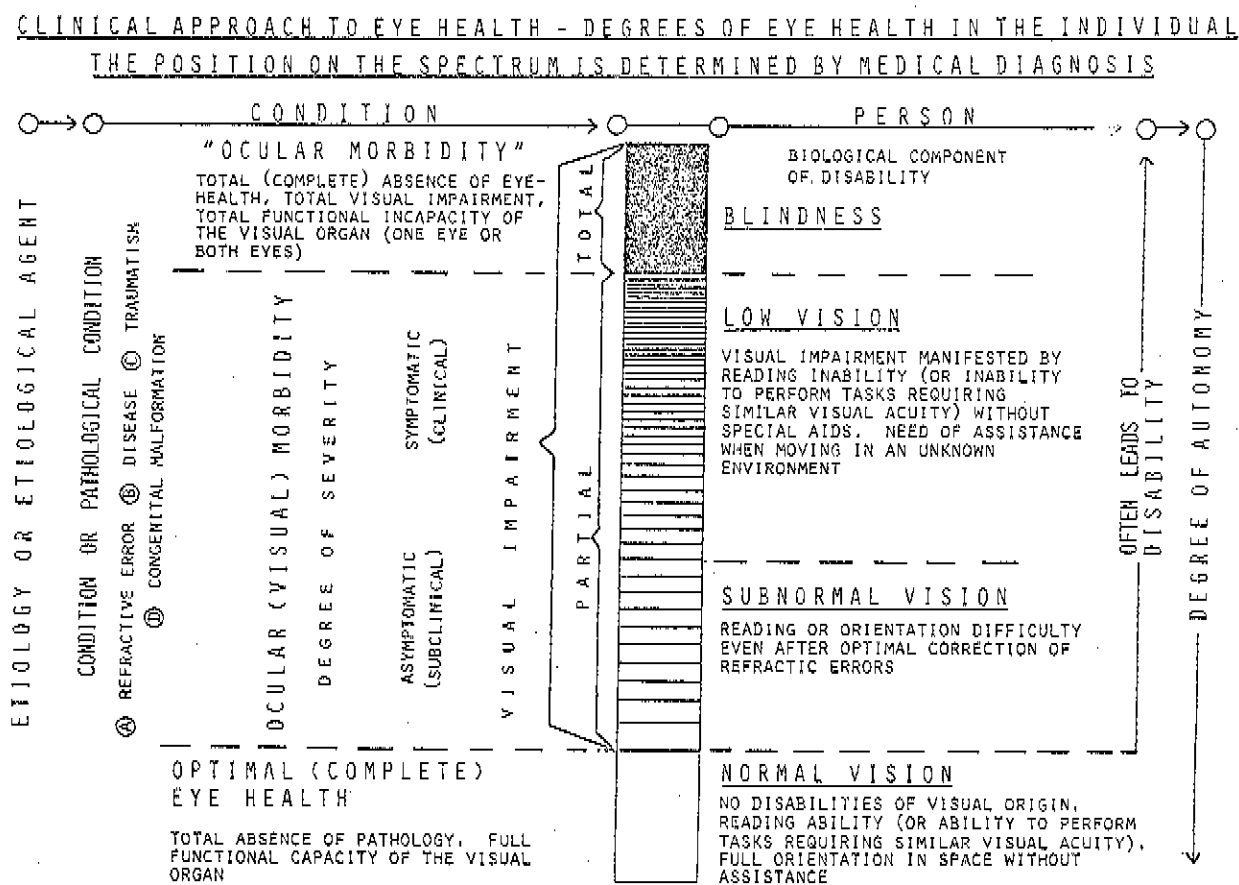 CLINICAL APPROACH TO EYE HEALTH - DEGREES OF EYE HEALTH IN THE INDIVIDUAL
THE POSITION ON THE SPECTRUM IS DETERMINED BY MEDICAL DIAGNOSIS
CONDITION
PERSON
"OCULAR MORBIDITY"
TOTAL (COMPLETE) ABSENCE OF EYE-
HEALTH, TOTAL VISUAL IMPAIRMENT,
TOTAL FUNCTIONAL INCAPACITY OF
THE VISUAL ORGAN (ONE EYE OR
BOTH EYES)
ETIOLOGY OR ETIOLOGICAL AGENT
CONDITION OR PATHOLOGICAL CONDITION
Ⓐ REFRACTIVE ERROR Ⓑ DISEASE Ⓒ TRAUMATISM
Ⓓ CONGENITAL MALFORMATION
OCULAR (VISUAL) MORBIDITY
DEGREE OF SEVERITY
SYMPTOMATIC
(CLINICAL)
ASYMPTOMATIC
(SUBCLINICAL)
VISUAL IMPAIRMENT
TOTAL
PARTIAL
OPTIMAL (COMPLETE)
EYE HEALTH
TOTAL ABSENCE OF PATHOLOGY, FULL
FUNCTIONAL CAPACITY OF THE VISUAL
ORGAN
BIOLOGICAL COMPONENT
OF DISABILITY
BLINDNESS
LOW VISION
VISUAL IMPAIRMENT MANIFESTED BY
READING INABILITY (OR INABILITY
TO PERFORM TASKS REQUIRING
SIMILAR VISUAL ACUITY) WITHOUT
SPECIAL AIDS. NEED OF ASSISTANCE
WHEN MOVING IN AN UNKNOWN
ENVIRONMENT
SUBNORMAL VISION
READING OR ORIENTATION DIFFICULTY
EVEN AFTER OPTIMAL CORRECTION OF
REFRACTIC ERRORS
NORMAL VISION
NO DISABILITIES OF VISUAL ORIGIN,
READING ABILITY (OR ABILITY TO PERFORM
TASKS REQUIRING SIMILAR VISUAL ACUITY),
FULL ORIENTATION IN SPACE WITHOUT
ASSISTANCE
OFTEN LEADS TO
DISABILITY
DEGREE OF AUTONOMY